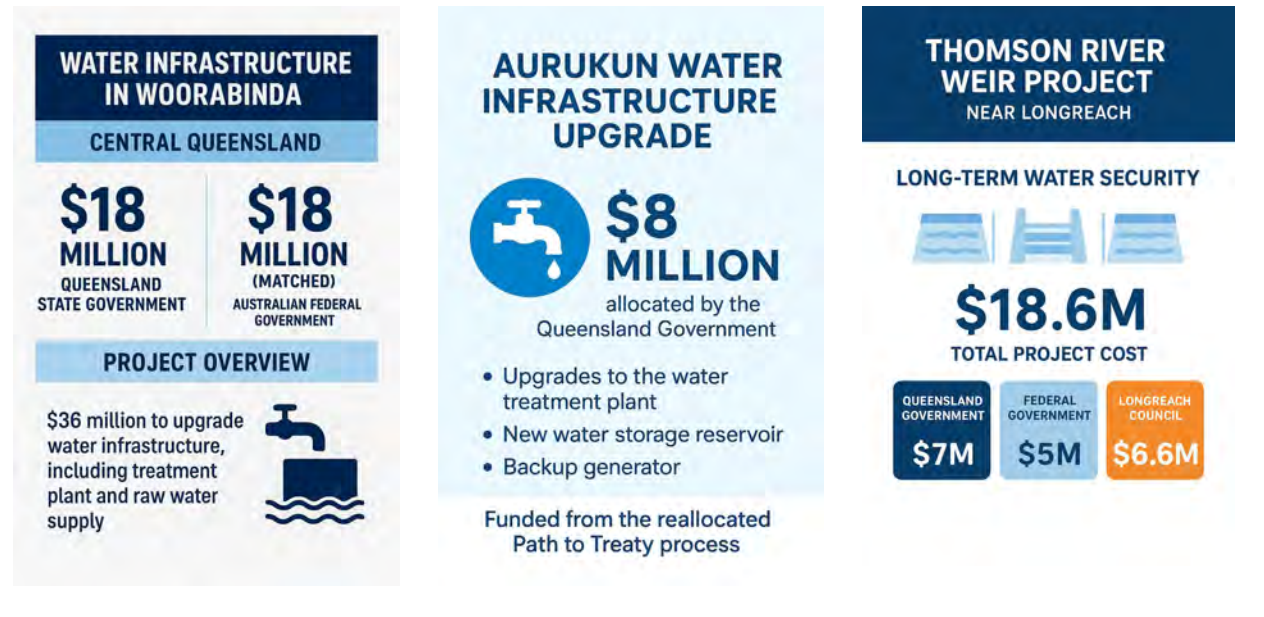 WATER INFRASTRUCTURE
IN WOORABINDA
CENTRAL QUEENSLAND
$18
MILLION
QUEENSLAND
STATE GOVERNMENT
$18
MILLION
(MATCHED)
AUSTRALIAN FEDERAL
GOVERNMENT
PROJECT OVERVIEW
$36 million to upgrade
water infrastructure,
including treatment
plant and raw water
supply
AURUKUN WATER
INFRASTRUCTURE
UPGRADE
$8
MILLION
allocated by the
Queensland Government
• Upgrades to the water
treatment plant
• New water storage reservoir
• Backup generator
Funded from the reallocated
Path to Treaty process
THOMSON RIVER
WEIR PROJECT
NEAR LONGREACH
LONG-TERM WATER SECURITY
$18.6M
TOTAL PROJECT COST
QUEENSLAND
GOVERNMENT
$7M
FEDERAL
GOVERNMENT
$5M
LONGREACH
COUNCIL
$6.6M